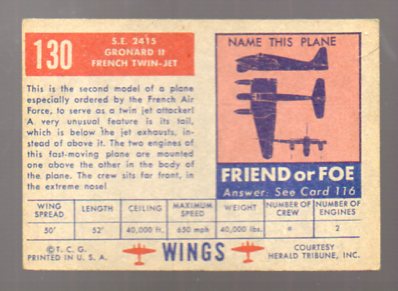 130
S.E. 2415
GRONARD II
FRENCH TWIN-JET
This is the second model of a plane
especially ordered by the French Air
Force, to serve as a twin jet attacker!
A very unusual feature is its tail,
which is below the jet exhausts, inst-
ead of above it. The two engines of
this fast-moving plane are mounted
one above the other in the body of
the plane. The crew sits far front, in
the extreme nose!
NAME THIS PLANE
FRIEND or FOE
Answer: See Card 116
WING SPREAD LENGTH CEILING MAXIMUM SPEED WEIGHT NUMBER OF CREW NUMBER OF ENGINES
50' 52' 40,000 ft. 650 mph 40,000 lbs. 2
© T. C. G.
PRINTED IN U. S. A.
WINGS
COURTESY
HERALD TRIBUNE, INC.